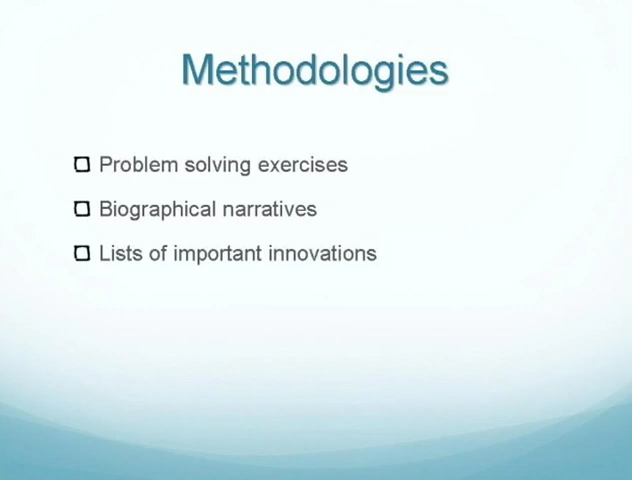 Methodologies
Problem solving exercises
Biographical narratives
Lists of important innovations